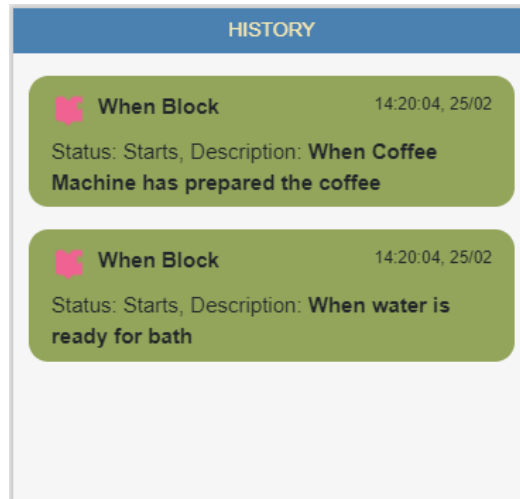 HISTORY
When Block 14:20:04, 25/02
Status: Starts, Description: When Coffee
Machine has prepared the coffee
When Block 14:20:04, 25/02
Status: Starts, Description: When water is
ready for bath